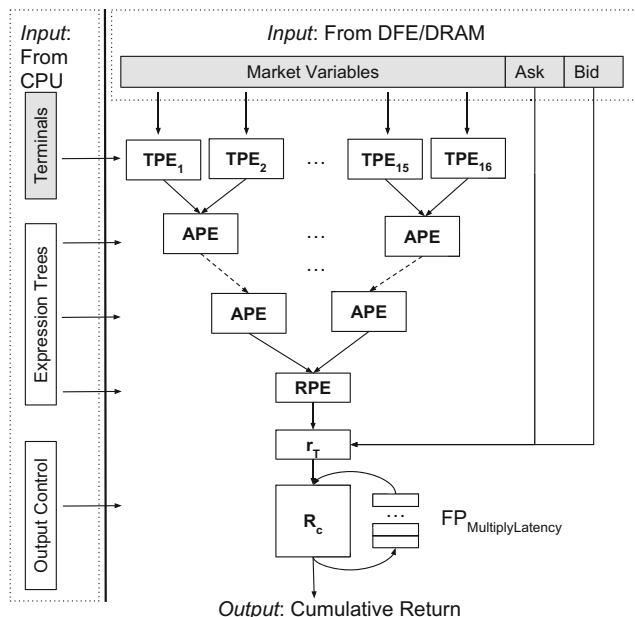 Input:
From
CPU
Input: From DFE/DRAM
Market Variables Ask Bid
Terminals
TPE1 TPE2 ... TPE15 TPE16
Expression Trees
APE ... APE
...
APE APE
RPE
rT
Output Control
Rc
...
FPMultiplyLatency
Output: Cumulative Return